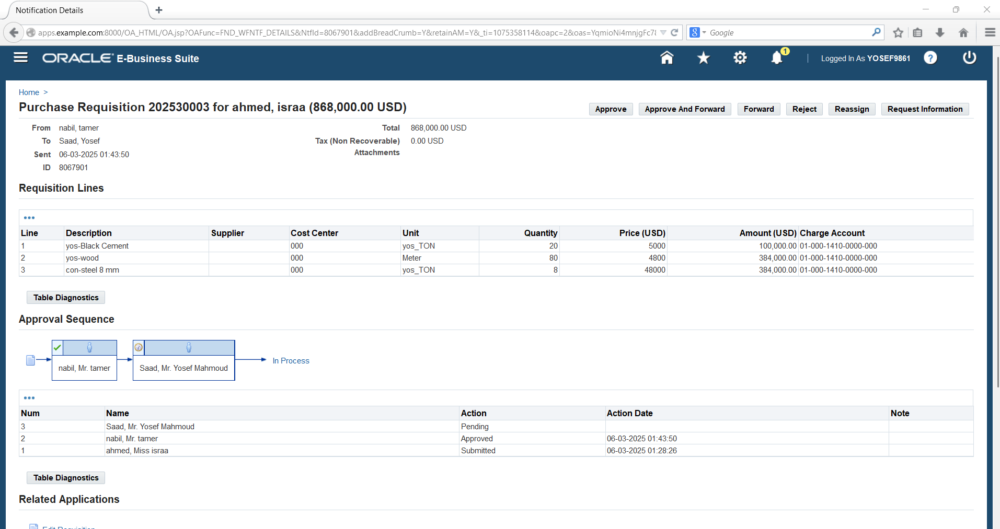 Notification Details
apps.example.com:8000/OA_HTML/OA.jsp?OAFunc=FND_WFNTF_DETAILS&NtfId=8067901&addBreadCrumb=Y&retainAM=Y&_ti=1075358114&oapc=2&oas=YqmioNi4mnjgFc7
8 Google
ORACLE E-Business Suite
1
Logged In As YOSEF9861
?
Home >
Purchase Requisition 202530003 for ahmed, israa (868,000.00 USD)
Approve Approve And Forward Forward Reject Reassign Request Information
From nabil, tamer Total 868,000.00 USD
To Saad, Yosef Tax (Non Recoverable) 0.00 USD
Sent 06-03-2025 01:43:50 Attachments
ID 8067901
Requisition Lines
Line Description Supplier Cost Center Unit Quantity Price (USD) Amount (USD) Charge Account
1 yos-Black Cement 000 yos_TON 20 5000 100,000.00 01-000-1410-0000-000
2 yos-wood 000 Meter 80 4800 384,000.00 01-000-1410-0000-000
3 con-steel 8 mm 000 yos_TON 8 48000 384,000.00 01-000-1410-0000-000
Table Diagnostics
Approval Sequence
nabil, Mr. tamer Saad, Mr. Yosef Mahmoud In Process
Num Name Action Action Date Note
3 Saad, Mr. Yosef Mahmoud Pending
2 nabil, Mr. tamer Approved 06-03-2025 01:43:50
1 ahmed, Miss israa Submitted 06-03-2025 01:28:26
Table Diagnostics
Related Applications
Edit Requisition